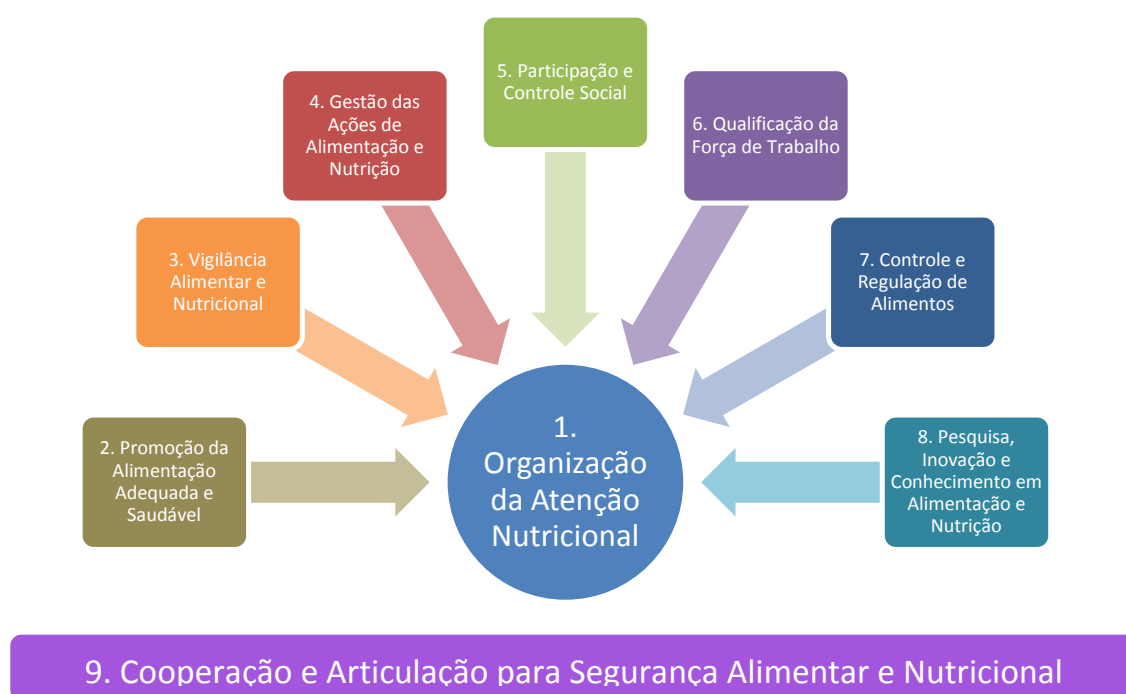 5. Participação e
Controle Social
4. Gestão das
Ações de
Alimentação e
Nutrição
6. Qualificação da
Força de Trabalho
3. Vigilância
Alimentar e
Nutricional
7. Controle e
Regulação de
Alimentos
2. Promoção da
Alimentação
Adequada e
Saudável
1.
Organização
da Atenção
Nutricional
8. Pesquisa,
Inovação e
Conhecimento em
Alimentação e
Nutrição
9. Cooperação e Articulação para Segurança Alimentar e Nutricional